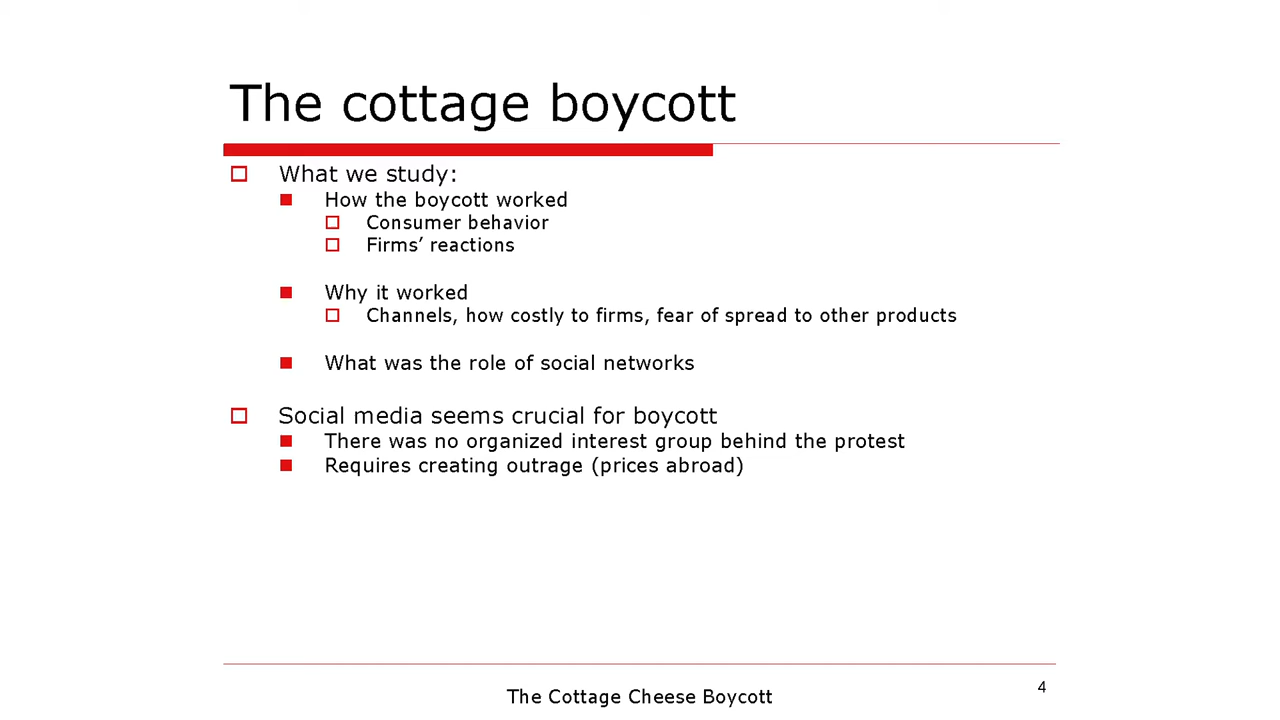 The cottage boycott
What we study:
How the boycott worked
Consumer behavior
Firms’ reactions
Why it worked
Channels, how costly to firms, fear of spread to other products
What was the role of social networks
Social media seems crucial for boycott
There was no organized interest group behind the protest
Requires creating outrage (prices abroad)
The Cottage Cheese Boycott
4